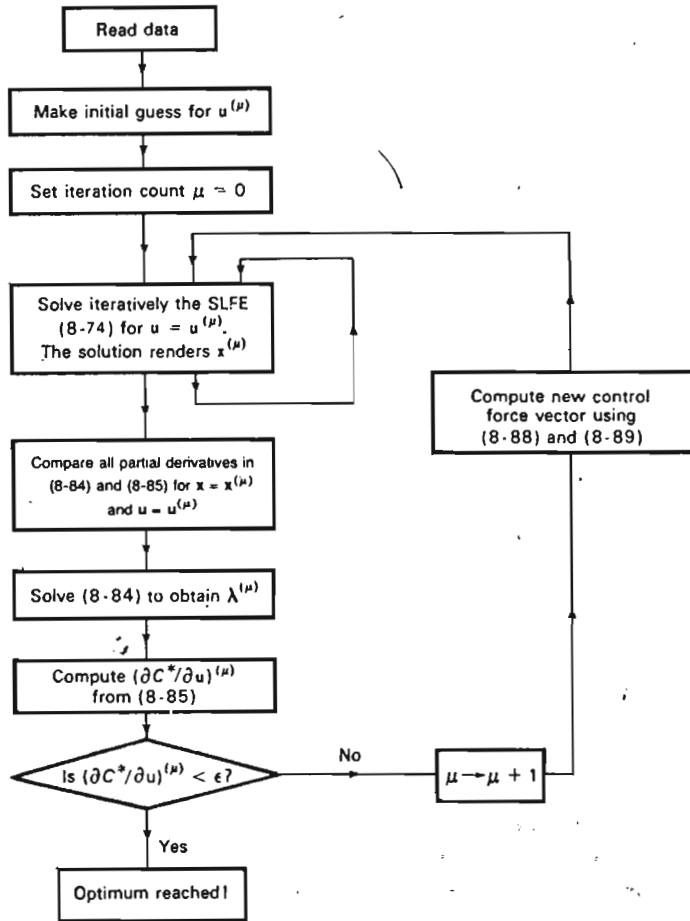 Read data
Make initial guess for u^(μ)
Set iteration count μ = 0
Solve iteratively the SLFE
(8-74) for u = u^(μ).
The solution renders x^(μ)
Compare all partial derivatives in
(8-84) and (8-85) for x = x^(μ)
and u = u^(μ)
Solve (8-84) to obtain λ^(μ)
Compute (∂C*/∂u)^(μ)
from (8-85)
Is (∂C*/∂u)^(μ) < ϵ?
No
μ→μ + 1
Compute new control
force vector using
(8-88) and (8-89)
Yes
Optimum reached!